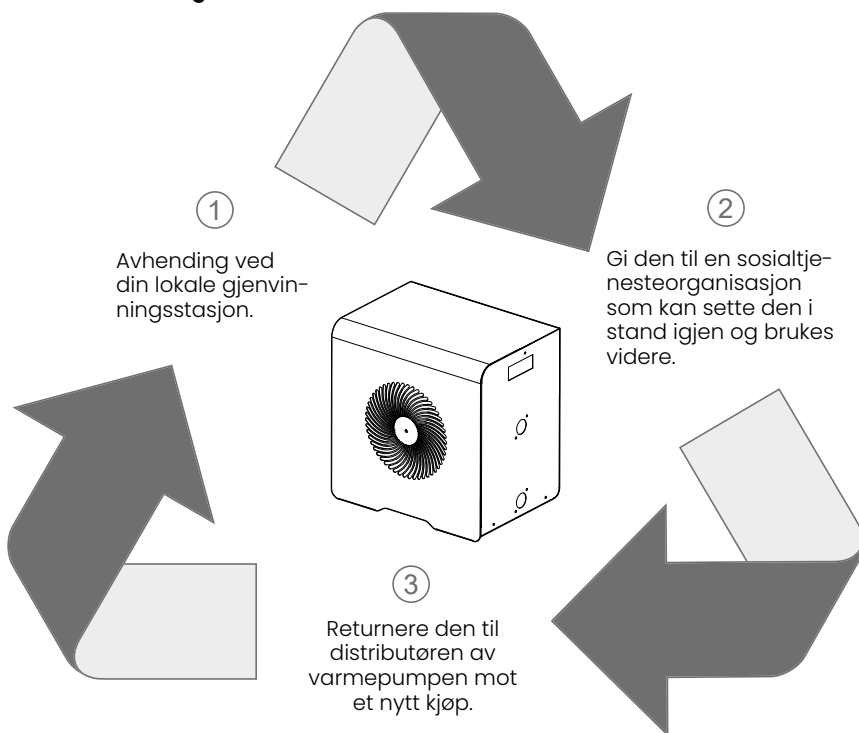 1
Avhending ved
din lokale gjenvin-
ningsstasjon.
2
Gi den til en sosialtje-
nesteorganisasjon
som kan sette den i
stand igjen og brukes
videre.
3
Returnere den til
distributøren av
varmepumpen mot
et nytt kjøp.